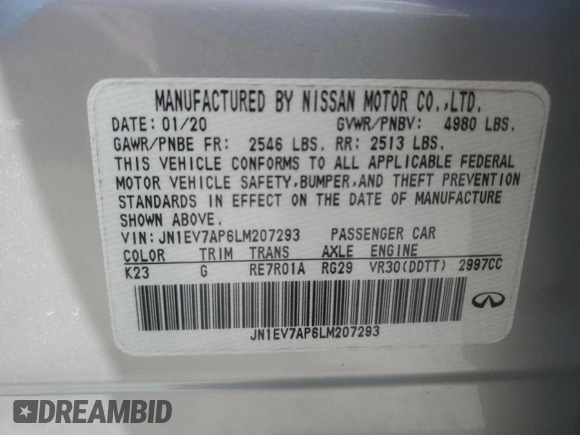 MANUFACTURED BY NISSAN MOTOR CO.,LTD.
DATE: 01/20 GVWR/PNBV: 4980 LBS.
GAWR/PNBE FR: 2546 LBS. RR: 2513 LBS.
THIS VEHICLE CONFORMS TO ALL APPLICABLE FEDERAL
MOTOR VEHICLE SAFETY,BUMPER,AND THEFT PREVENTION
STANDARDS IN EFFECT ON THE DATE OF MANUFACTURE
SHOWN ABOVE.
VIN: JN1EV7AP6LM207293 PASSENGER CAR
COLOR TRIM TRANS AXLE ENGINE
K23 G RE7R01A RG29 VR30(DDTT) 2997CC
JN1EV7AP6LM207293
DREAMBID